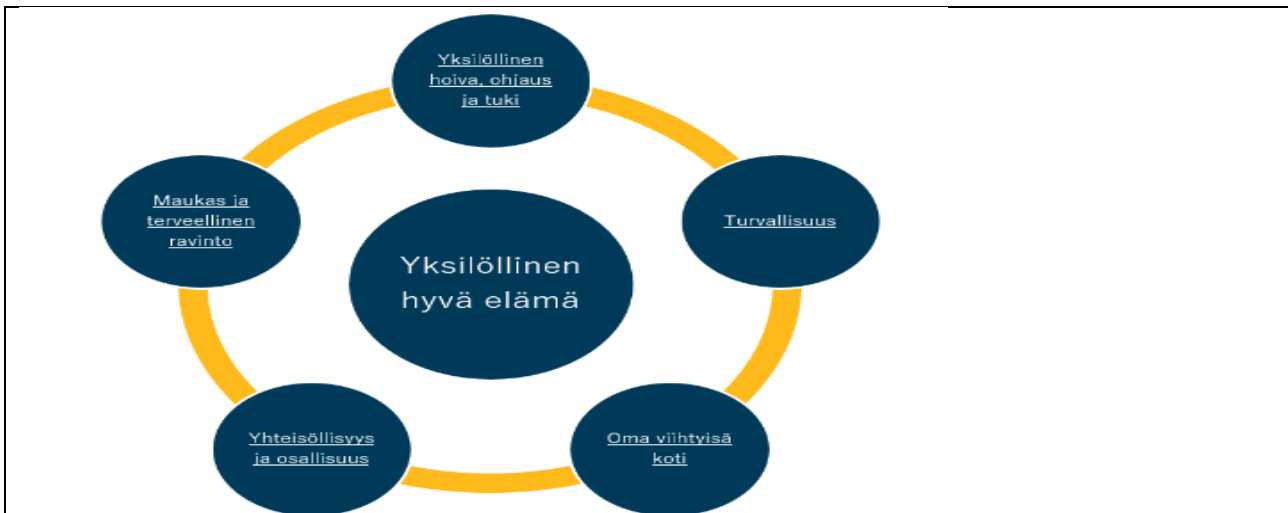 Yksilöllinen
hoiva, ohjaus
ja tuki
Turvallisuus
Oma viihtyisä
koti
Yhteisöllisyys
ja osallisuus
Maukas ja
terveellinen
ravinto
Yksilöllinen
hyvä elämä